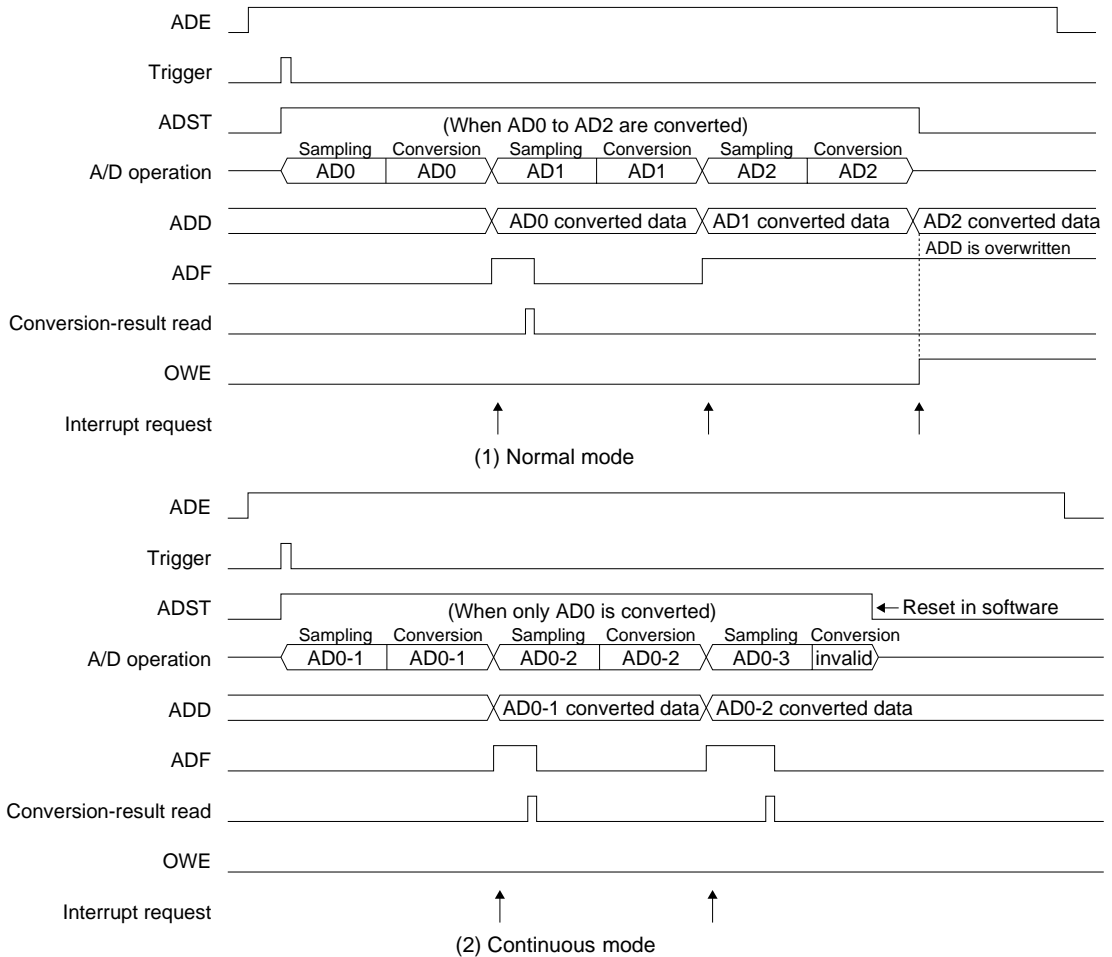 ADE
Trigger
ADST
(When AD0 to AD2 are converted)
Sampling Conversion Sampling Conversion Sampling Conversion
A/D operation
AD0 AD0 AD1 AD1 AD2 AD2
ADD
AD0 converted data AD1 converted data AD2 converted data
ADD is overwritten
ADF
Conversion-result read
OWE
Interrupt request
(1) Normal mode
ADE
Trigger
ADST
(When only AD0 is converted)
Reset in software
Sampling Conversion Sampling Conversion Sampling Conversion
A/D operation
AD0-1 AD0-1 AD0-2 AD0-2 AD0-3 invalid
ADD
AD0-1 converted data AD0-2 converted data
ADF
Conversion-result read
OWE
Interrupt request
(2) Continuous mode